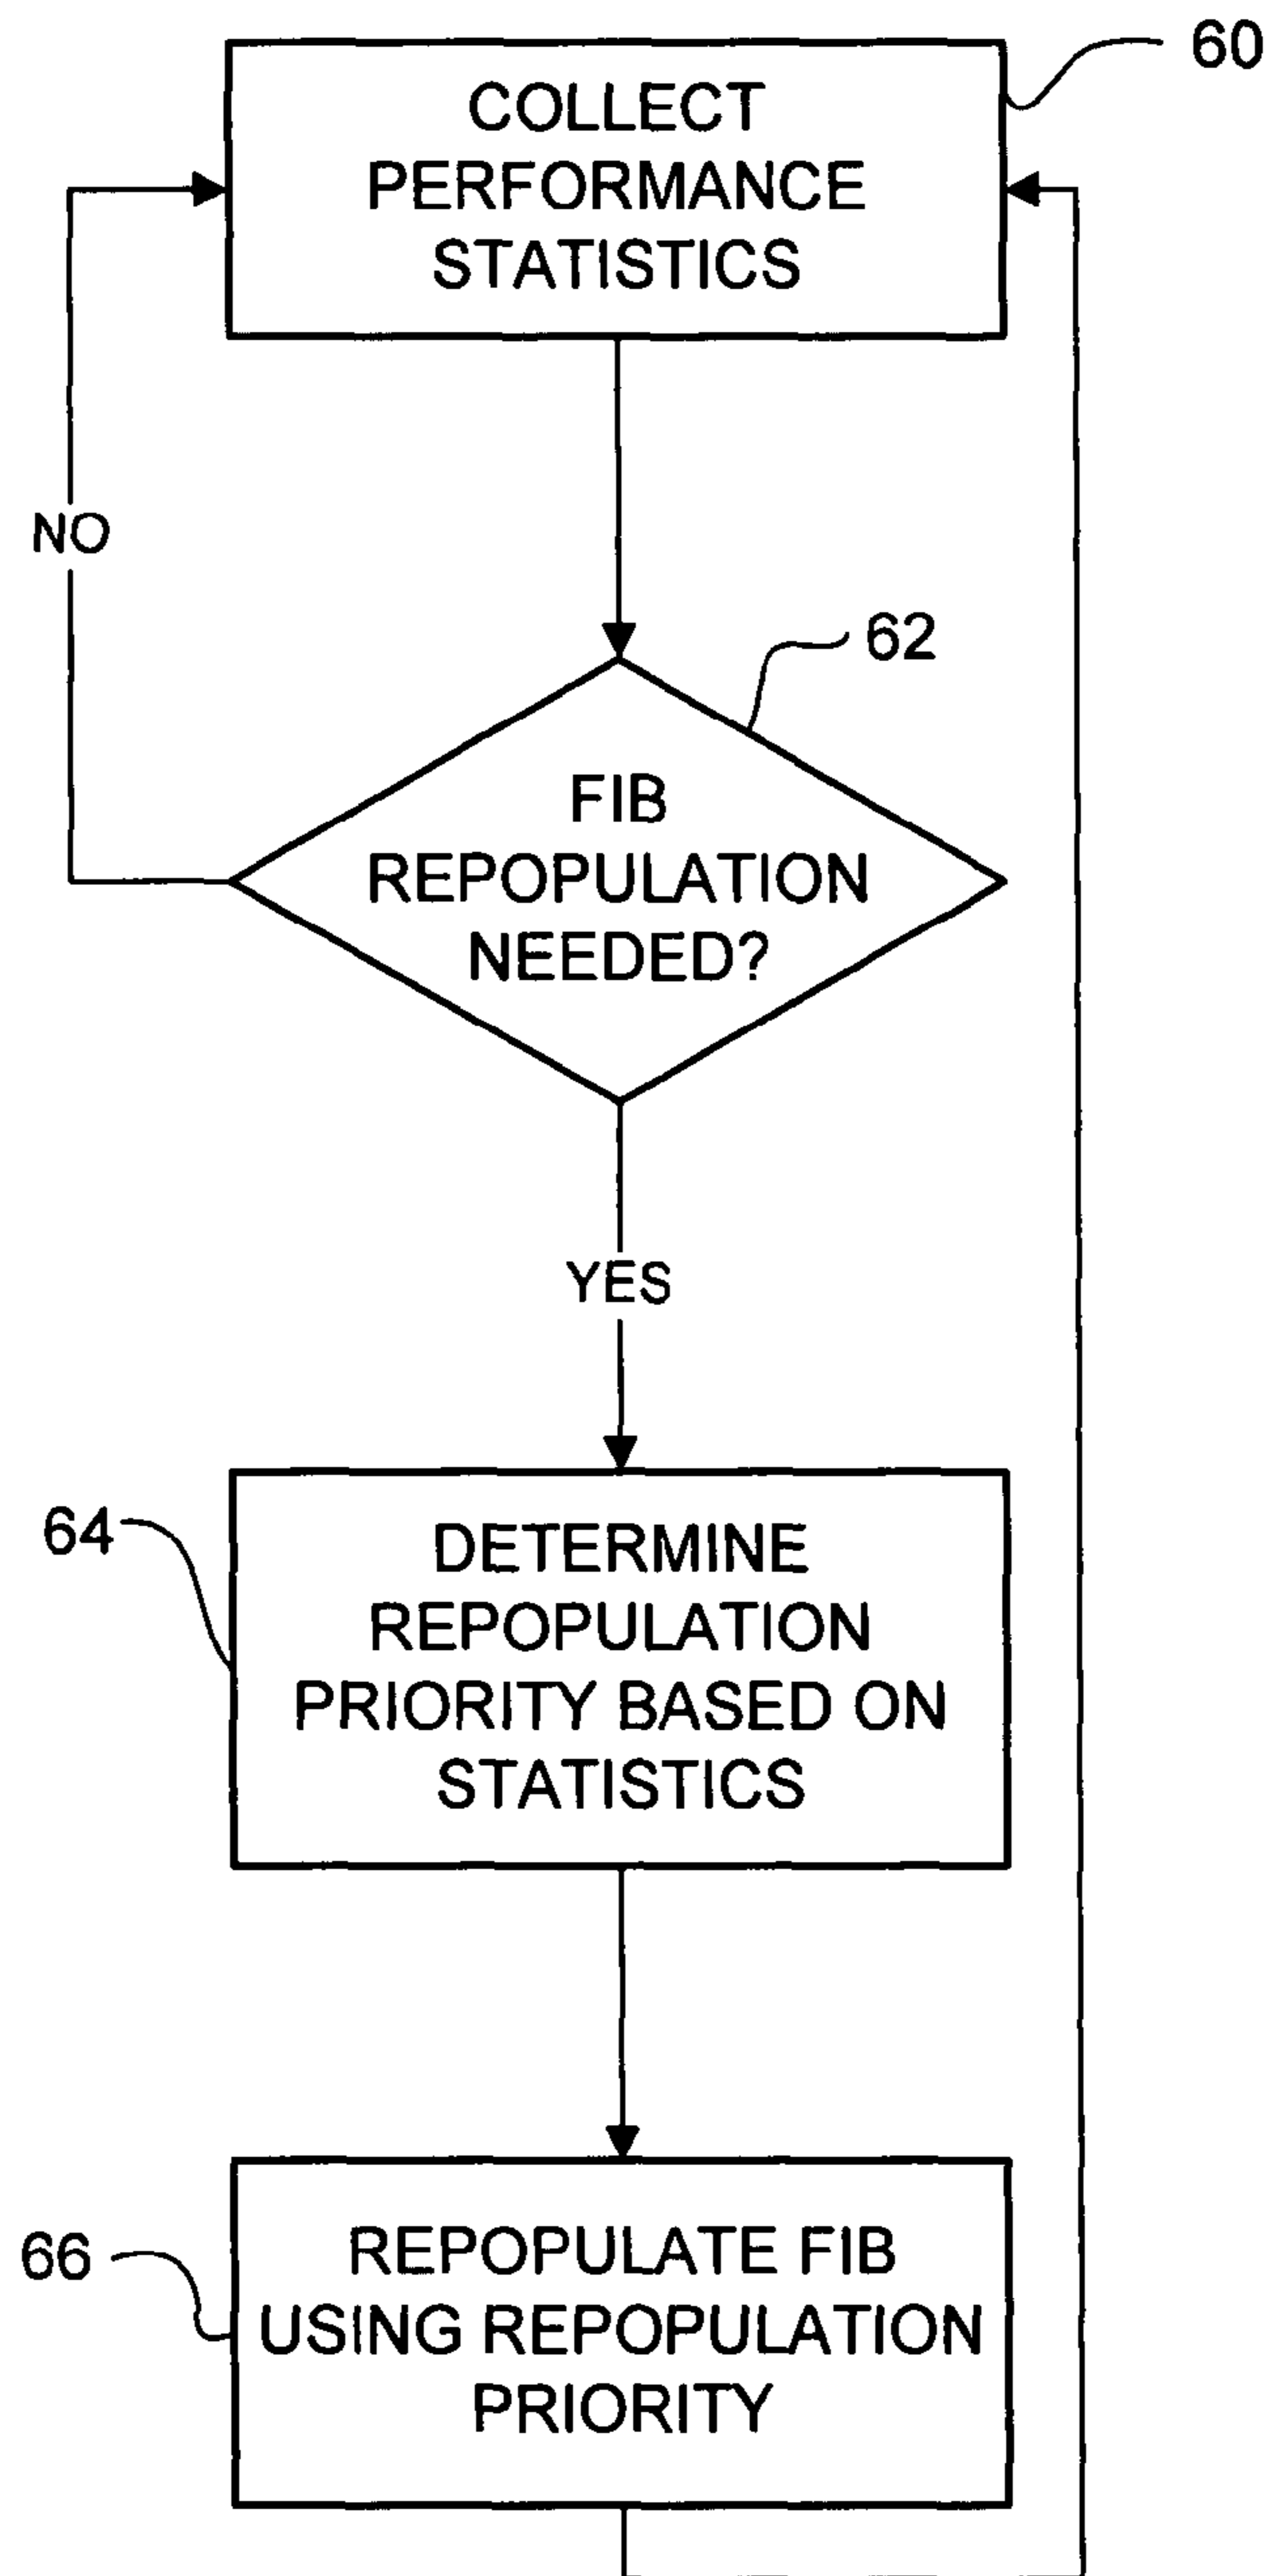 60
COLLECT
PERFORMANCE
STATISTICS
NO
62
FIB
REPOPULATION
NEEDED?
YES
64
DETERMINE
REPOPULATION
PRIORITY BASED ON
STATISTICS
66
REPOPULATE FIB
USING REPOPULATION
PRIORITY